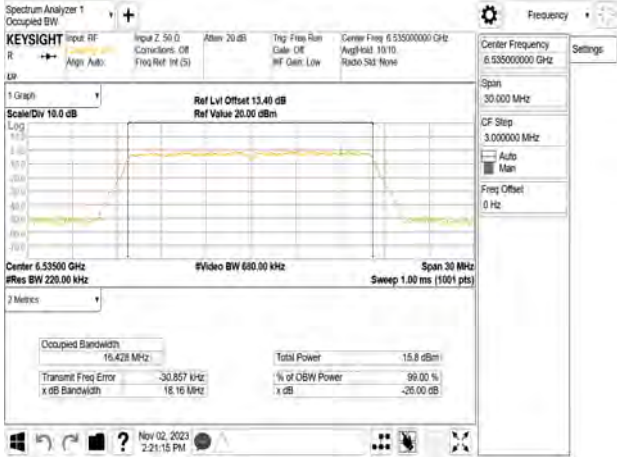 Spectrum Analyzer 1
Occupied BW
KEYSIGHT Input: RF
R
Align: Auto
Input Z: 50 Ω
Corrections: Off
Freq Ref: Int (S)
Atten: 20 dB
Trig: Free Run
Gate: Off
#IF Gain: Low
Center Freq: 6.535000000 GHz
Avg|Hold: 10/10
Radio Std: None
1 Graph
Scale/Div 10.0 dB
Log
Ref Lvl Offset 13.40 dB
Ref Value 20.00 dBm
Center 6.53500 GHz
#Res BW 220.00 kHz
#Video BW 680.00 kHz
Span 30 MHz
Sweep 1.00 ms (1001 pts)
2 Metrics
Occupied Bandwidth
16.428 MHz
Transmit Freq Error -30.857 kHz
x dB Bandwidth 18.16 MHz
Total Power 15.8 dBm
% of OBW Power 99.00 %
x dB -26.00 dB
Nov 02, 2023
2:21:15 PM
Frequency
Center Frequency
6.535000000 GHz
Settings
Span
30.000 MHz
CF Step
3.000000 MHz
Auto
Man
Freq Offset
0 Hz